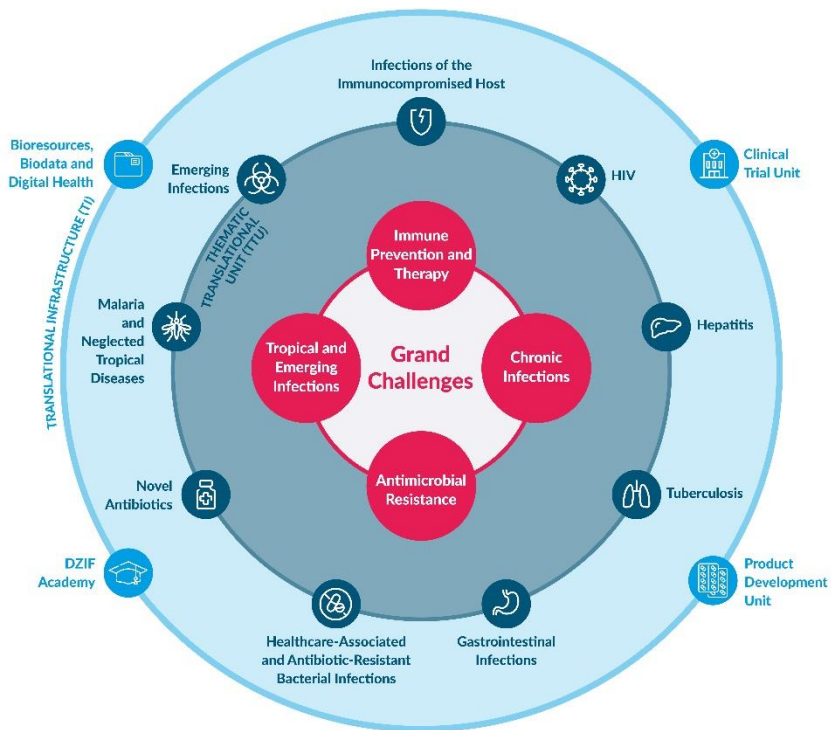 Infections of the
Immunocompromised Host
Bioresources,
Biodata and
Digital Health
Emerging
Infections
HIV
Clinical
Trial Unit
TRANSLATIONAL INFRASTRUCTURE (TI)
THEMATIC
TRANSLATIONAL
UNIT (TTU)
Immune
Prevention and
Therapy
Malaria
and
Neglected
Tropical
Diseases
Tropical and
Emerging
Infections
Grand
Challenges
Chronic
Infections
Hepatitis
Antimicrobial
Resistance
Novel
Antibiotics
Tuberculosis
DZIF
Academy
Product
Development
Unit
Healthcare-Associated
and Antibiotic-Resistant
Bacterial Infections
Gastrointestinal
Infections